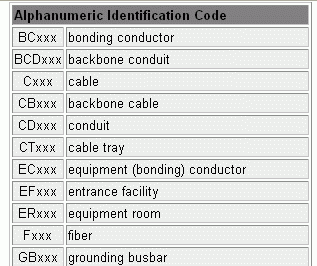 Alphanumeric Identification Code
BCxxx bonding conductor
BCDxxx backbone conduit
Cxxx cable
CBxxx backbone cable
CDxxx conduit
CTxxx cable tray
ECxxx equipment (bonding) conductor
EFxxx entrance facility
ERxxx equipment room
Fxxx fiber
GBxxx grounding busbar